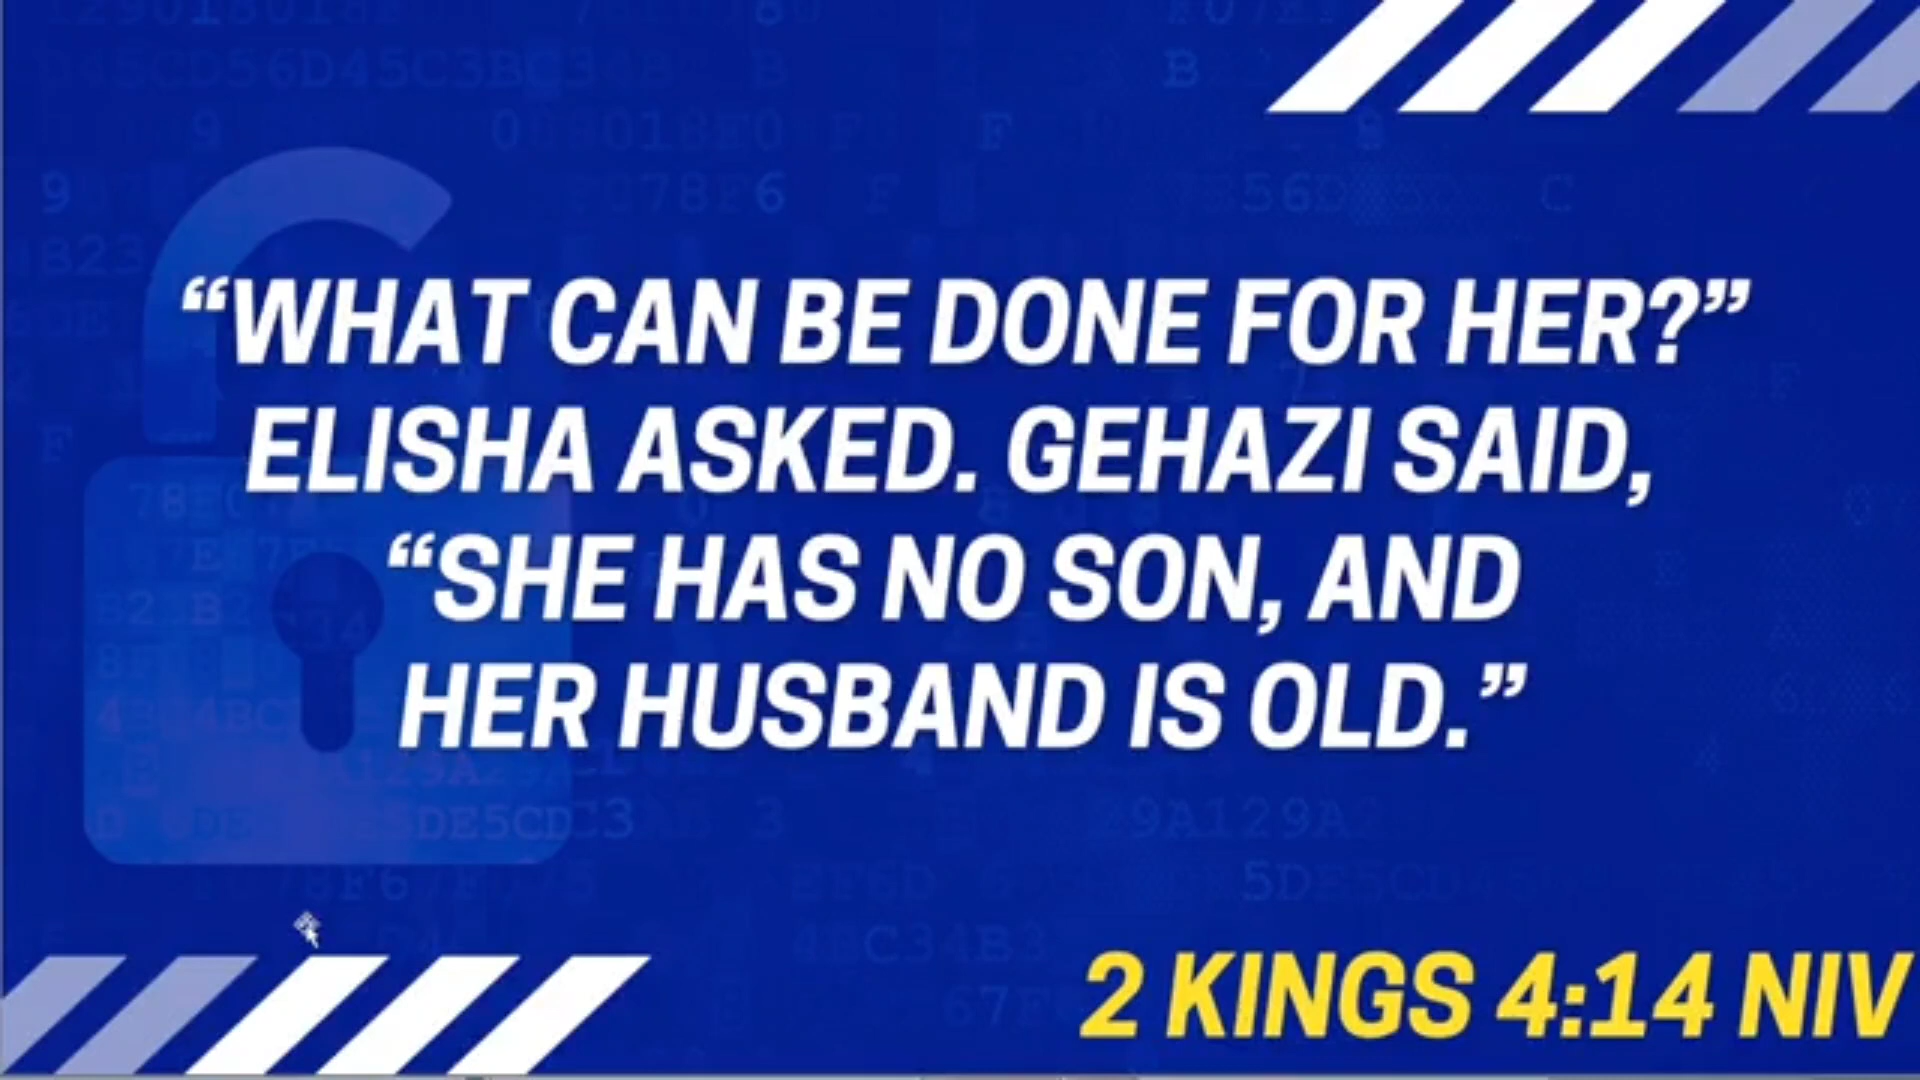 “WHAT CAN BE DONE FOR HER?”
ELISHA ASKED. GEHAZI SAID,
“SHE HAS NO SON, AND
HER HUSBAND IS OLD.”
2 KINGS 4:14 NIV